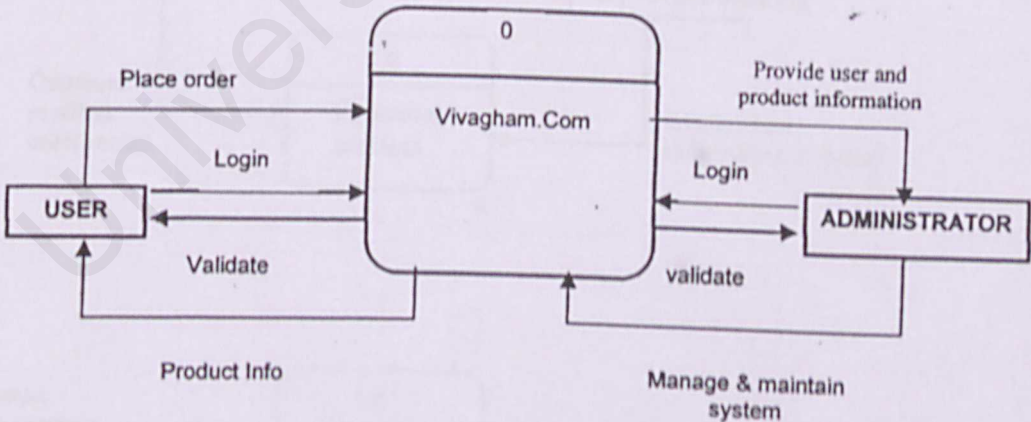 0
Place order
Provide user and
product information
Vivagham.Com
Login
Login
USER
ADMINISTRATOR
Validate
validate
Product Info
Manage & maintain
system